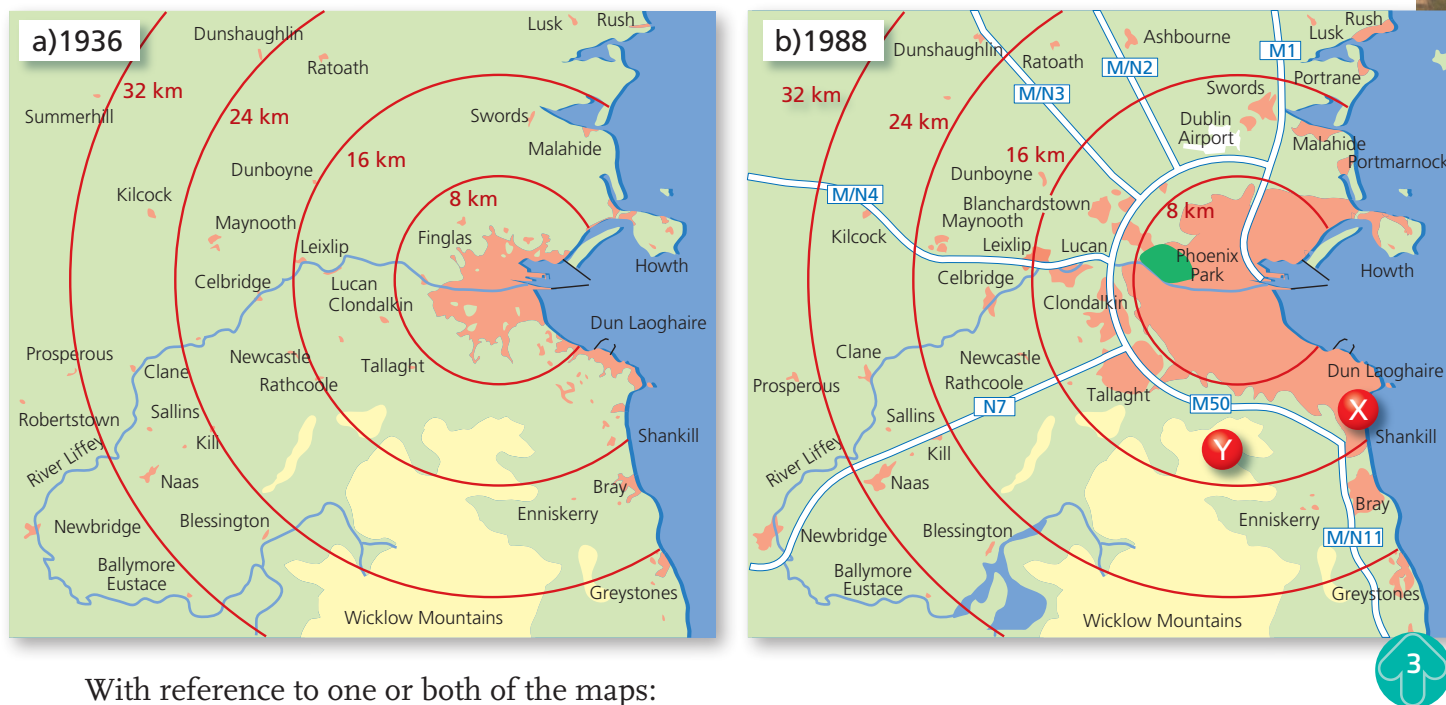 a)1936
Dunshaughlin
Lusk
Rush
Ratoath
32 km
Summerhill
24 km
Swords
Malahide
16 km
Dunboyne
Kilcock
8 km
Maynooth
Finglas
Leixlip
Howth
Celbridge
Lucan
Clondalkin
Dun Laoghaire
Prosperous
Newcastle
Clane
Tallaght
Rathcoole
Robertstown
Sallins
Kill
Shankill
River Liffey
Naas
Bray
Enniskerry
Newbridge
Blessington
Ballymore
Eustace
Greystones
Wicklow Mountains
b)1988
Rush
Lusk
Dunshaughlin
Ashbourne
M1
Ratoath
M/N2
Portrane
32 km
M/N3
Swords
24 km
Dublin
Airport
Malahide
16 km
Portmarnock
Dunboyne
M/N4
Blanchardstown
8 km
Maynooth
Kilcock
Leixlip
Lucan
Phoenix
Park
Howth
Celbridge
Clondalkin
Clane
Newcastle
Dun Laoghaire
Prosperous
Rathcoole
Tallaght
N7
M50
X
Sallins
Shankill
Kill
Y
River Liffey
Naas
Bray
Enniskerry
Newbridge
Blessington
M/N11
Ballymore
Eustace
Greystones
Wicklow Mountains
3
With reference to one or both of the maps: